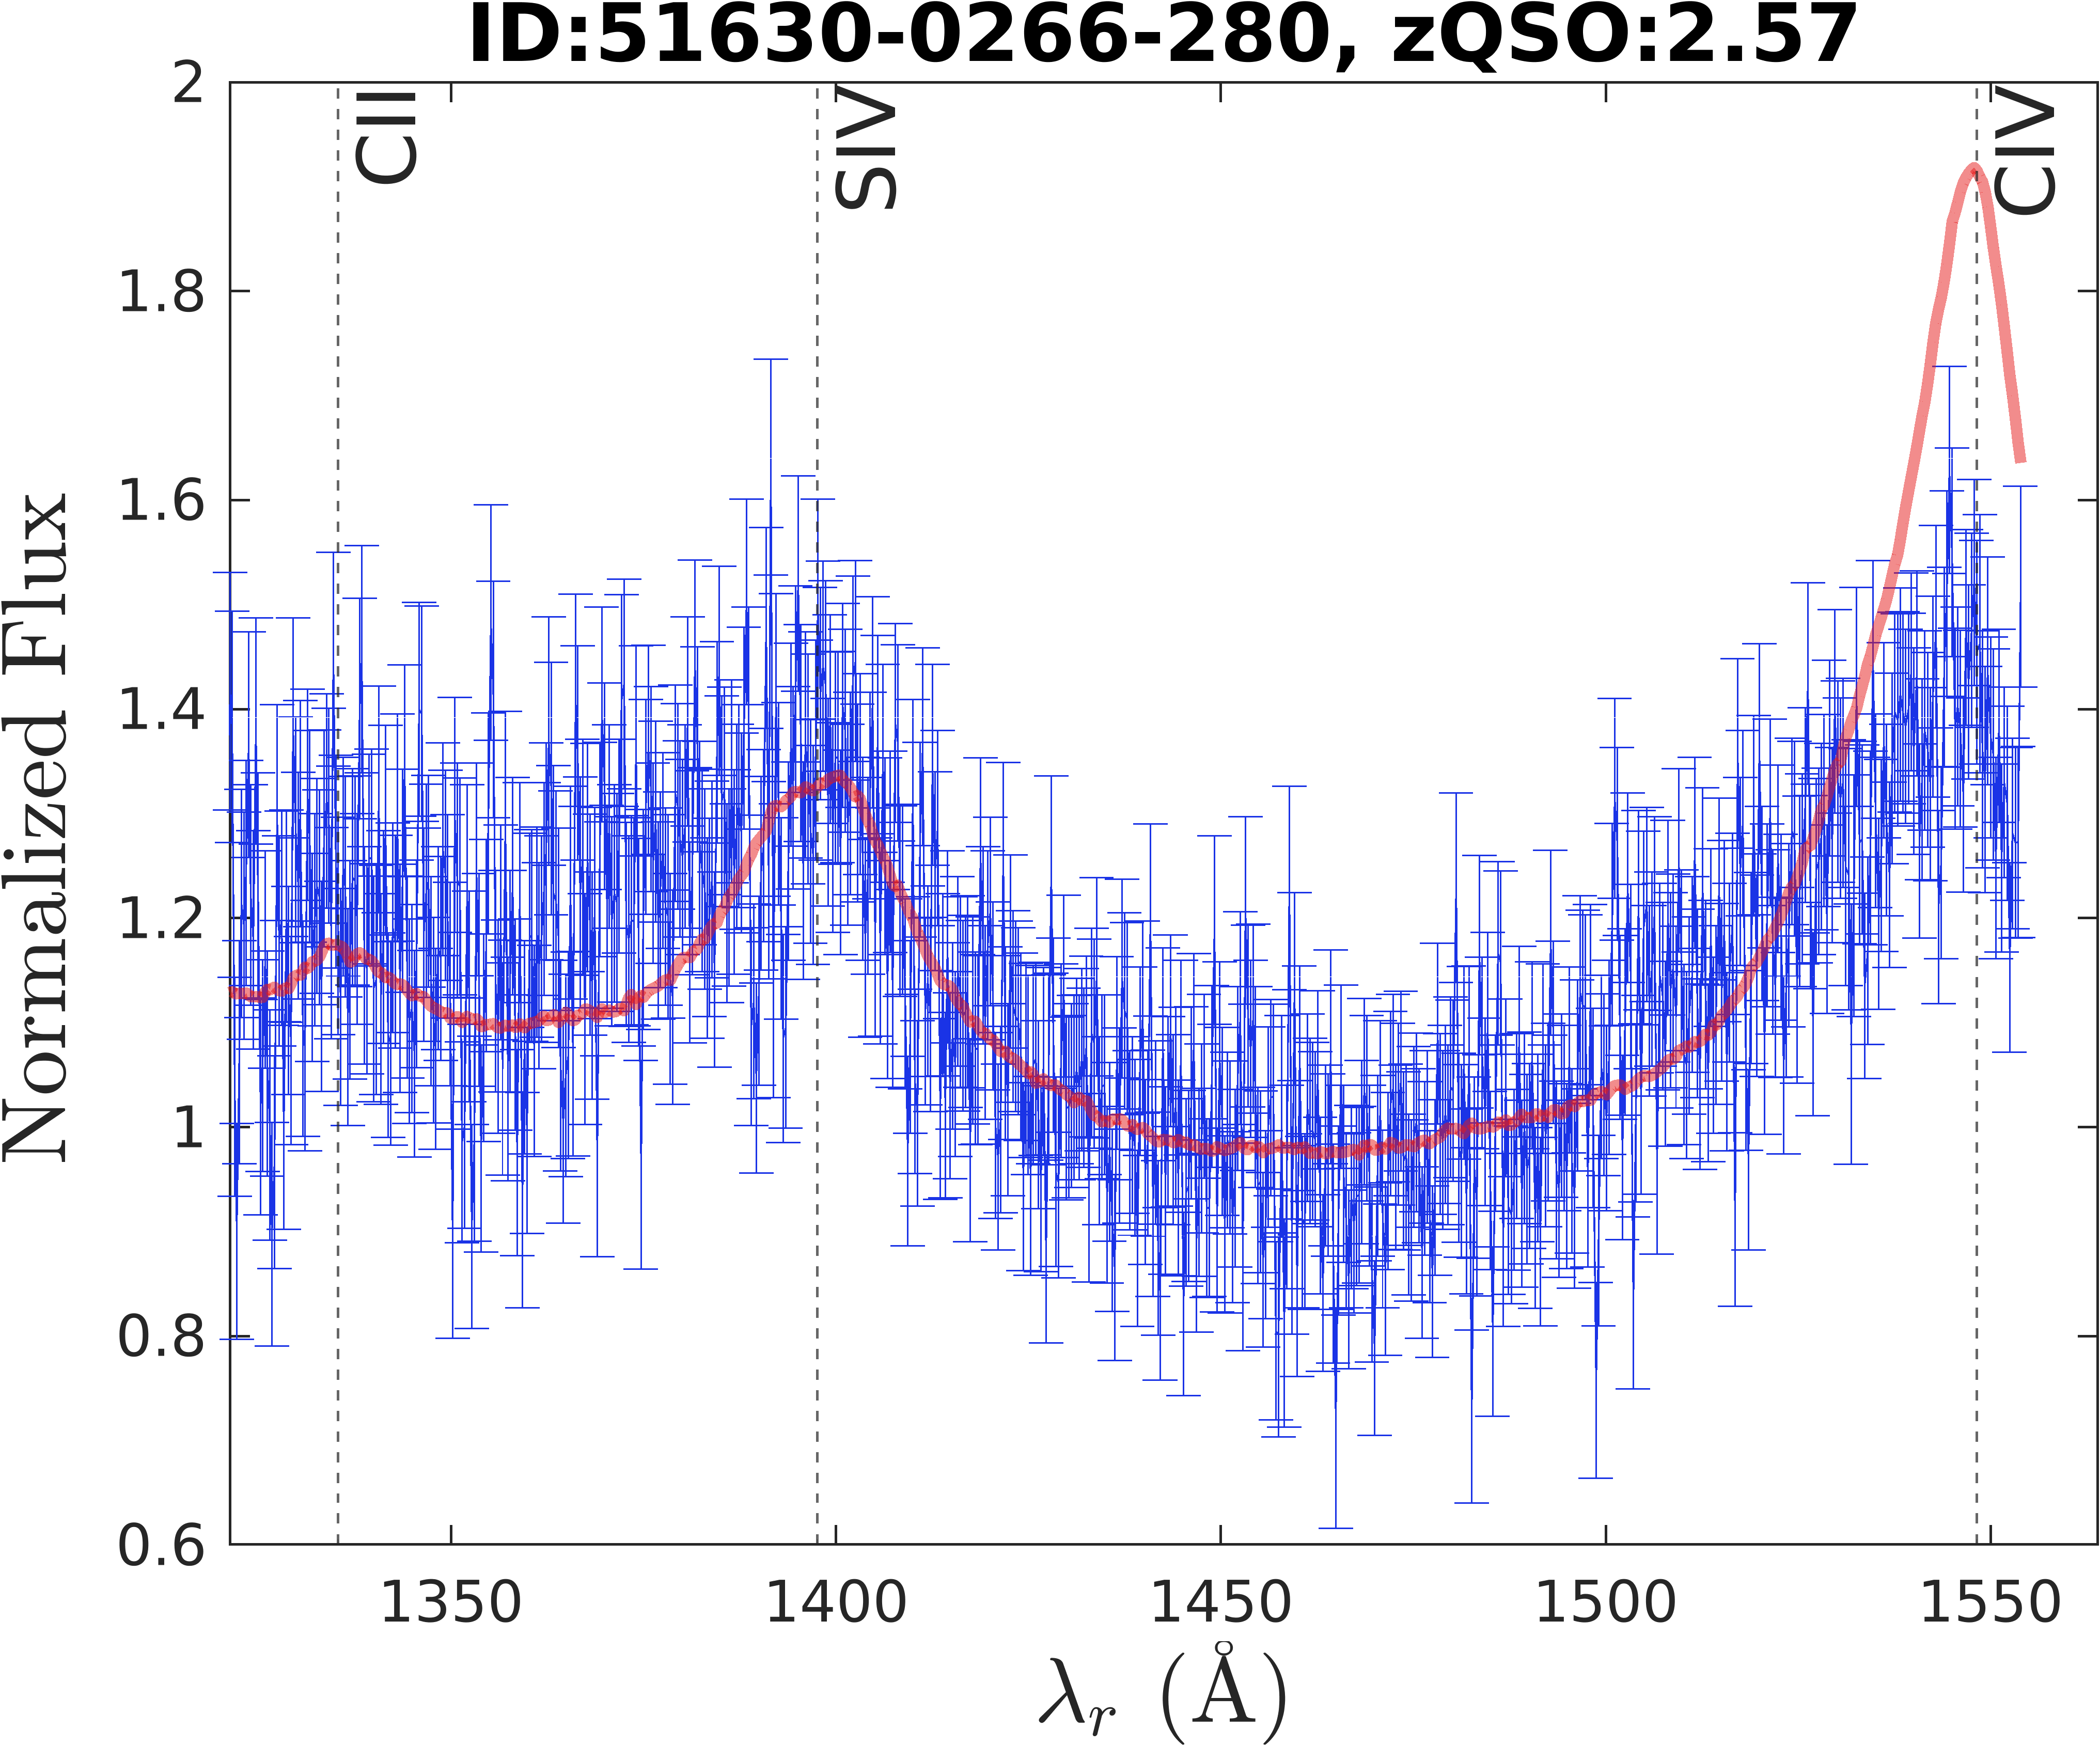 ID:51630-0266-280, zQSO:2.57
CII
SIV
CIV
2
1.8
1.6
1.4
1.2
1
0.8
0.6
Normalized Flux
1350
1400
1450
1500
1550
λr (Å)